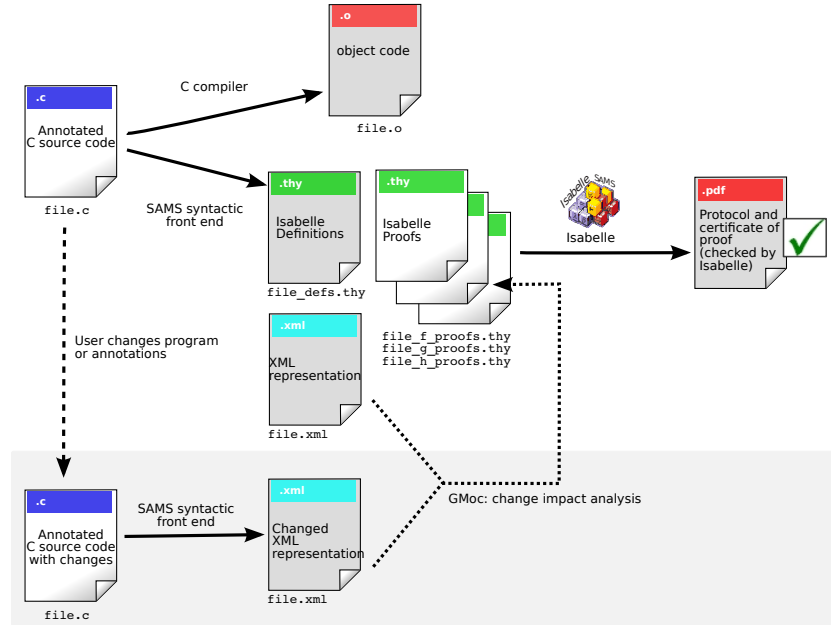 .o
object code
file.o
C compiler
.c
Annotated
C source code
file.c
SAMS syntactic
front end
.thy
Isabelle
Definitions
file_defs.thy
.thy
Isabelle
Proofs
file_f_proofs.thy
file_g_proofs.thy
file_h_proofs.thy
Isabelle
SAMS
Isabelle
.pdf
Protocol and
certificate of
proof
(checked by
Isabelle)
User changes program
or annotations
.xml
XML
representation
file.xml
GMoc: change impact analysis
.c
Annotated
C source code
with changes
file.c
SAMS syntactic
front end
.xml
Changed
XML
representation
file.xml